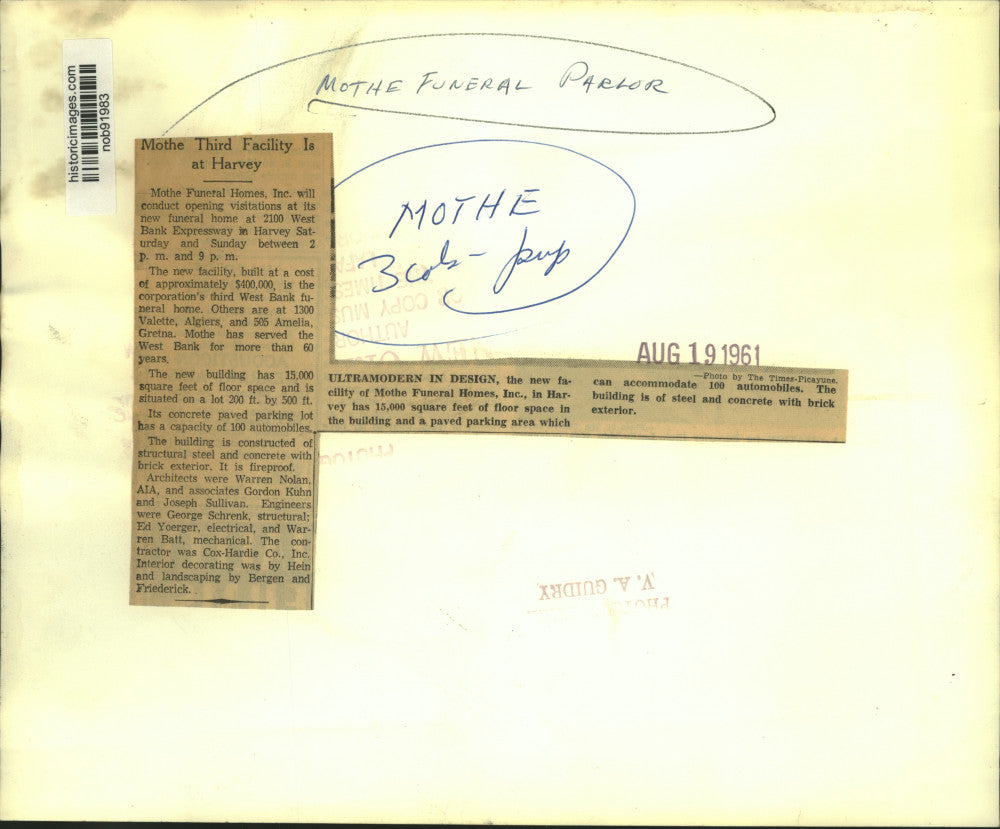 MOTHE FUNERAL PARLOR
historicimages.com
nob91983
Mothe Third Facility Is
at Harvey
Mothe Funeral Homes, Inc. will
conduct opening visitations at its
new funeral home at 2100 West
Bank Expressway in Harvey Sat-
urday and Sunday between 2
p. m. and 9 p. m.
The new facility, built at a cost
of approximately $400,000, is the
corporation's third West Bank fu-
neral home. Others are at 1300
Valette, Algiers, and 505 Amelia,
Gretna. Mothe has served the
West Bank for more than 60
years.
The new building has 15,000
square feet of floor space and is
situated on a lot 200 ft. by 500 ft.
Its concrete paved parking lot
has a capacity of 100 automobiles.
The building is constructed of
structural steel and concrete with
brick exterior. It is fireproof.
Architects were Warren Nolan,
AIA, and associates Gordon Kuhn
and Joseph Sullivan. Engineers
were George Schrenk, structural;
Ed Yoerger, electrical, and War-
ren Batt, mechanical. The con-
tractor was Cox-Hardie Co., Inc.
Interior decorating was by Hein
and landscaping by Bergen and
Friederick.
MOTHE
3 cols -
AUG 19 1961
—Photo by The Times-Picayune.
ULTRAMODERN IN DESIGN, the new fa-
cility of Mothe Funeral Homes, Inc., in Har-
vey has 15,000 square feet of floor space in
the building and a paved parking area which
can accommodate 100 automobiles. The
building is of steel and concrete with brick
exterior.
V. A. GUIDRY